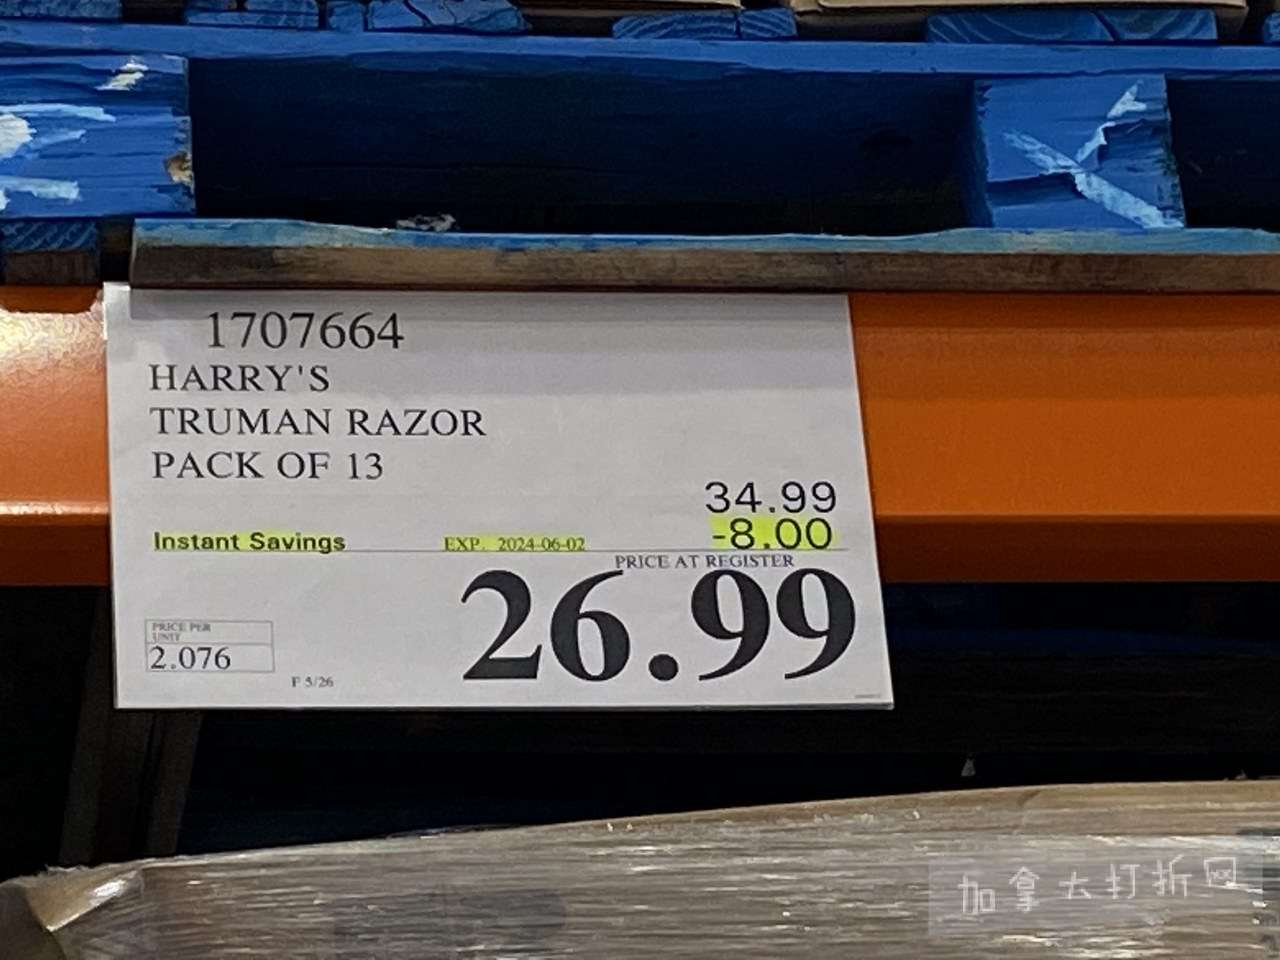 1707664
HARRY'S
TRUMAN RAZOR
PACK OF 13
34.99
Instant Savings EXP. 2024-06-02 -8.00
PRICE AT REGISTER
26.99
PRICE PER
UNIT
2.076
F 5/26
加拿大打折网